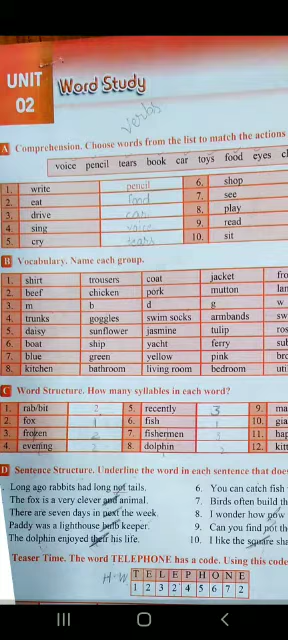 UNIT 02 Word Study
verbs
A Comprehension. Choose words from the list to match the actions
voice pencil tears book car toys food eyes
1. write pencil 6. shop
2. eat food 7. see
3. drive car 8. play
4. sing voice 9. read
5. cry tears 10. sit
B Vocabulary. Name each group.
1. shirt trousers coat jacket
2. beef chicken pork mutton
3. m b d g w
4. trunks goggles swim socks armbands
5. daisy sunflower jasmine tulip
6. boat ship yacht ferry
7. blue green yellow pink
8. kitchen bathroom living room bedroom
C Word Structure. How many syllables in each word?
1. rab/bit 2 5. recently 3 9.
2. fox 1 6. fish 1 10.
3. frozen 2 7. fishermen 3 11.
4. evening 8. dolphin 12.
D Sentence Structure. Underline the word in each sentence that
Long ago rabbits had long not tails. 6. You can catch fish
The fox is a very clever and animal. 7. Birds often build
There are seven days in next the week. 8. I wonder how
Paddy was a lighthouse keeper. 9. Can you find not
The dolphin enjoyed their his life. 10. I like the square
Teaser Time. The word TELEPHONE has a code. Using this code
H.W T E L E P H O N E
1 2 3 2 4 5 6 7 2